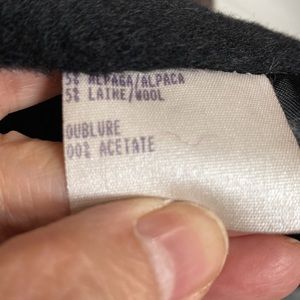 5% ALPAGA/ALPACA
5% LAINE/WOOL
OUBLURE
00% ACETATE